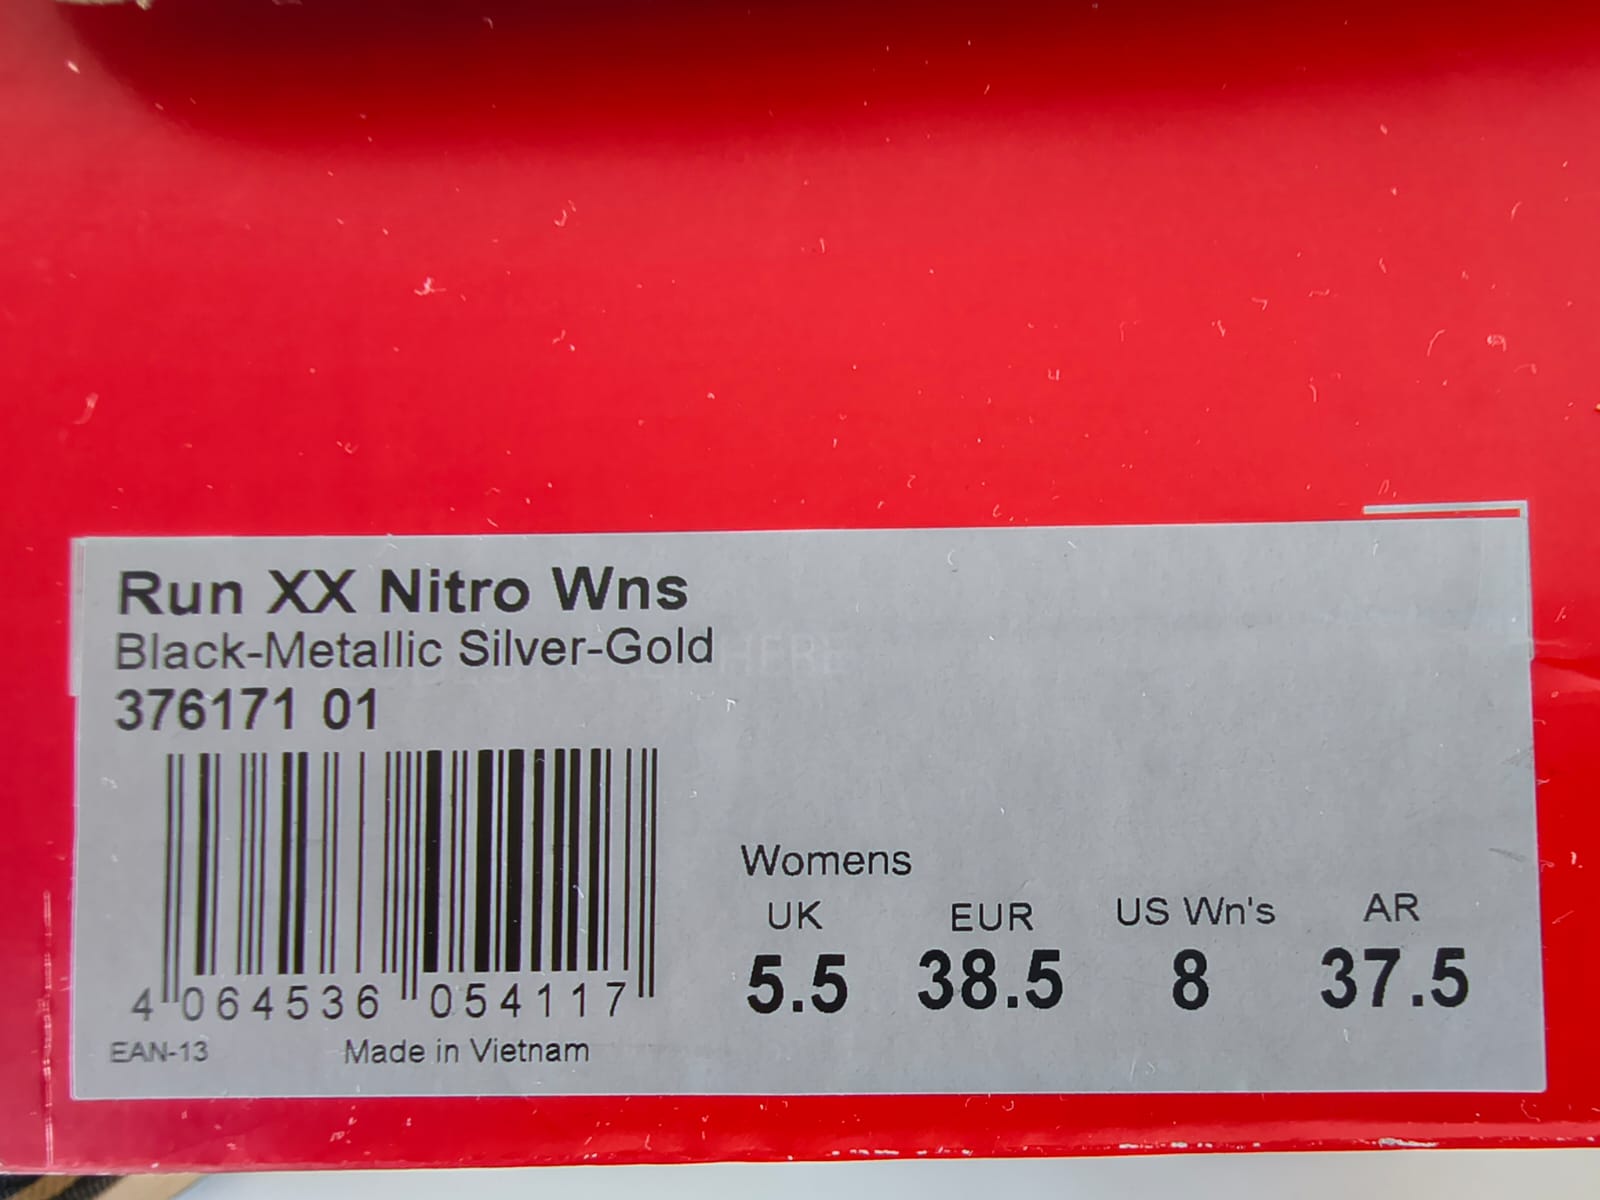 Run XX Nitro Wns
Black-Metallic Silver-Gold
HERE
376171 01
4 064536 054117
EAN-13
Made in Vietnam
Womens
UK EUR US Wn's AR
5.5 38.5 8 37.5